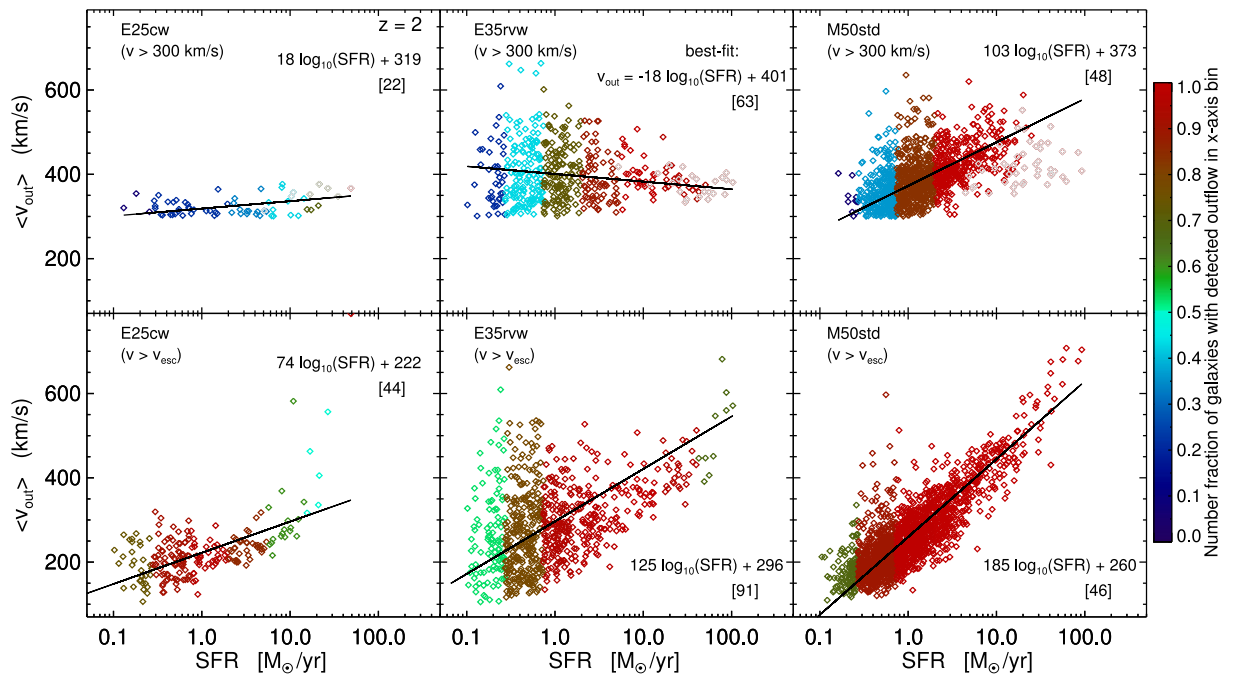 E25cw
z = 2
(v > 300 km/s)
18 log₁₀(SFR) + 319
[22]
E35rvw
(v > 300 km/s)
best-fit:
v_out = -18 log₁₀(SFR) + 401
[63]
M50std
(v > 300 km/s)
103 log₁₀(SFR) + 373
[48]
600
400
200
<v_out> (km/s)
E25cw
(v > v_esc)
74 log₁₀(SFR) + 222
[44]
E35rvw
(v > v_esc)
125 log₁₀(SFR) + 296
[91]
M50std
(v > v_esc)
185 log₁₀(SFR) + 260
[46]
600
400
200
<v_out> (km/s)
0.1 1.0 10.0 100.0
SFR [M⊙/yr]
0.1 1.0 10.0 100.0
SFR [M⊙/yr]
0.1 1.0 10.0 100.0
SFR [M⊙/yr]
1.0
0.9
0.8
0.7
0.6
0.5
0.4
0.3
0.2
0.1
0.0
Number fraction of galaxies with detected outflow in x-axis bin